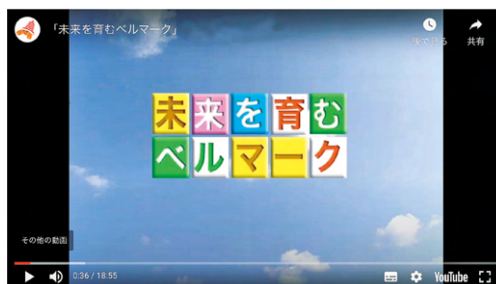 「未来を育むベルマーク」
後で見る
共有
未来を育む
ベルマーク
その他の動画
0:36 / 18:55
YouTube